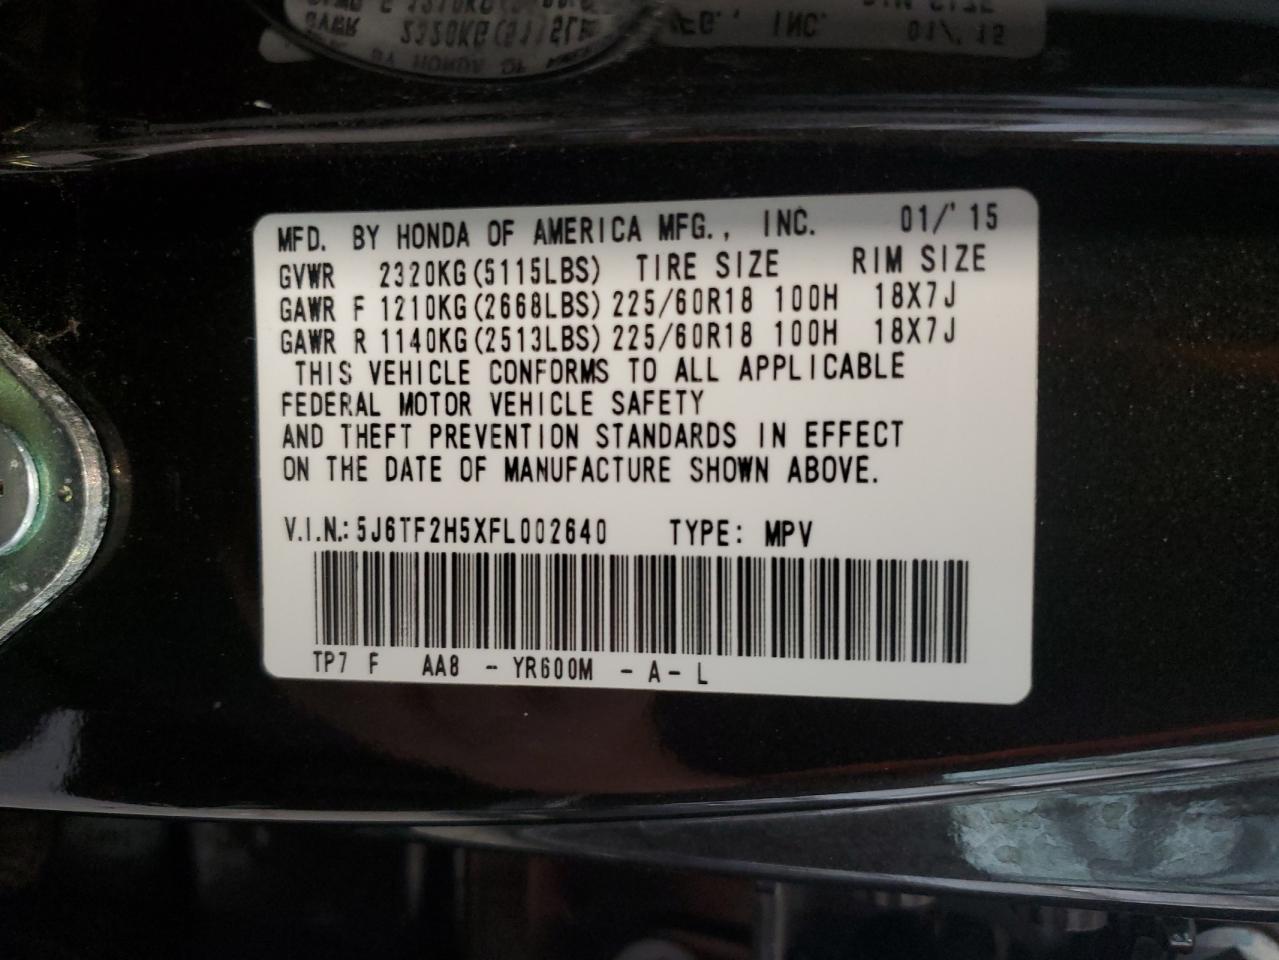 MFD. BY HONDA OF AMERICA MFG., INC. 01/'15
GVWR 2320KG(5115LBS) TIRE SIZE RIM SIZE
GAWR F 1210KG(2668LBS) 225/60R18 100H 18X7J
GAWR R 1140KG(2513LBS) 225/60R18 100H 18X7J
THIS VEHICLE CONFORMS TO ALL APPLICABLE
FEDERAL MOTOR VEHICLE SAFETY
AND THEFT PREVENTION STANDARDS IN EFFECT
ON THE DATE OF MANUFACTURE SHOWN ABOVE.
V.I.N.: 5J6TF2H5XFL002640 TYPE: MPV
TP7 F AA8 - YR600M - A - L